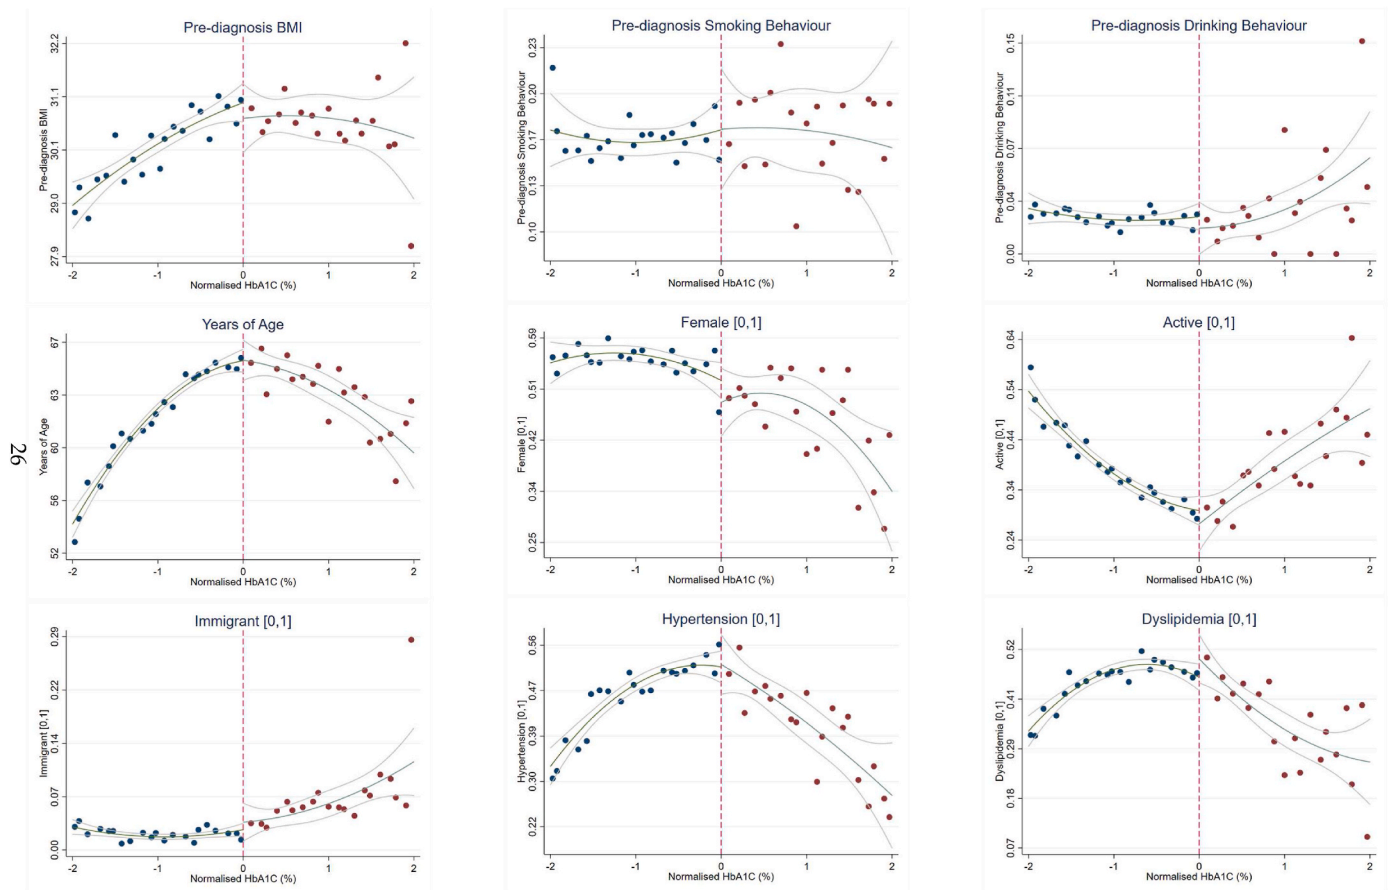 Pre-diagnosis BMI
Pre-diagnosis BMI
32.2
31.1
30.1
29.0
27.9
-2 -1 0 1 2
Normalised HbA1C (%)
Pre-diagnosis Smoking Behaviour
Pre-diagnosis Smoking Behaviour
0.23
0.20
0.17
0.13
0.10
-2 -1 0 1 2
Normalised HbA1C (%)
Pre-diagnosis Drinking Behaviour
Pre-diagnosis Drinking Behaviour
0.15
0.11
0.07
0.04
0.00
-2 -1 0 1 2
Normalised HbA1C (%)
26
Years of Age
Years of Age
67
63
60
56
52
-2 -1 0 1 2
Normalised HbA1C (%)
Female [0,1]
Female [0,1]
0.59
0.51
0.42
0.34
0.25
-2 -1 0 1 2
Normalised HbA1C (%)
Active [0,1]
Active [0,1]
0.64
0.54
0.44
0.34
0.24
-2 -1 0 1 2
Normalised HbA1C (%)
Immigrant [0,1]
Immigrant [0,1]
0.29
0.22
0.14
0.07
0.00
-2 -1 0 1 2
Normalised HbA1C (%)
Hypertension [0,1]
Hypertension [0,1]
0.56
0.47
0.39
0.30
0.22
-2 -1 0 1 2
Normalised HbA1C (%)
Dyslipidemia [0,1]
Dyslipidemia [0,1]
0.52
0.41
0.18
0.07
-2 -1 0 1 2
Normalised HbA1C (%)